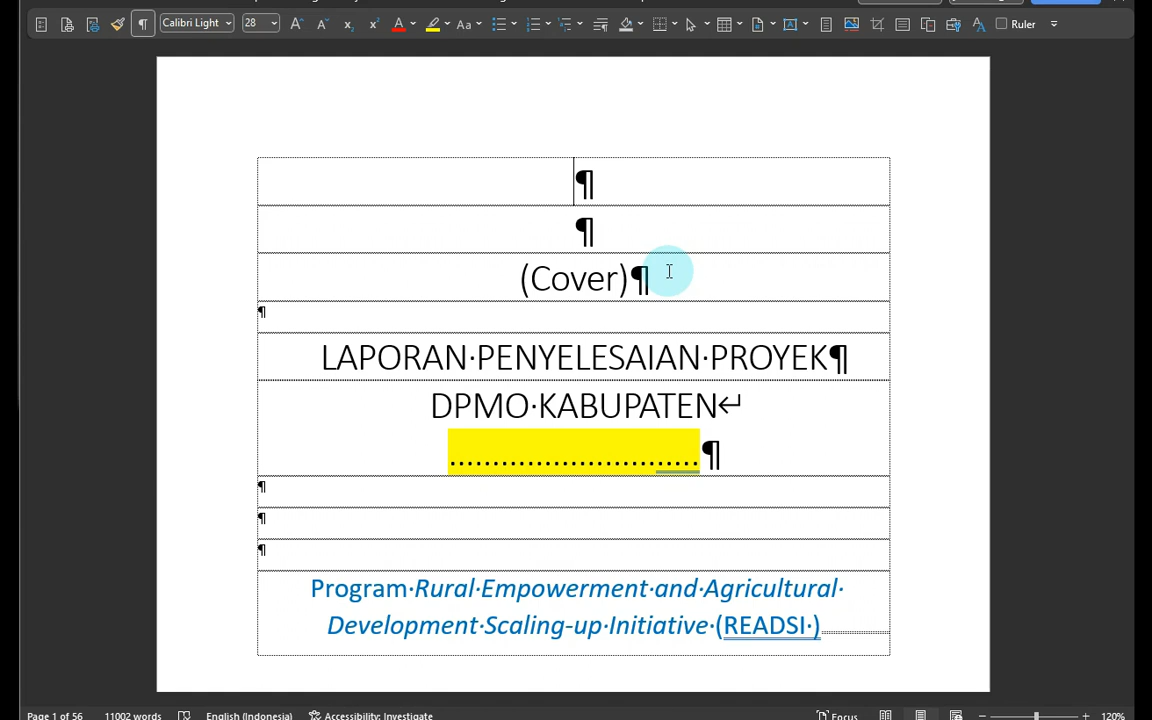 Calibri Light 28 Aa Ruler
¶
¶
(Cover)¶
¶
LAPORAN·PENYELESAIAN·PROYEK¶
DPMO·KABUPATEN↵
.............................¶
¶
¶
¶
Program·Rural·Empowerment·and·Agricultural·
Development·Scaling-up·Initiative·(READSI·)
Page 1 of 56 11002 words English (Indonesia) Accessibility: Investigate Focus 120%